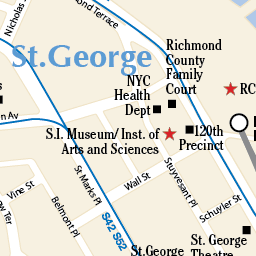 Nicholas
Terrace
St.George
Richmond
County
Family
Court
NYC
Health
Dept
RC
Av
S.I. Museum/Inst. of
Arts and Sciences
120th
Precinct
Vine St
St Marks Pl
Wall St
Stuyvesant Pl
Belmont Pl
Ter
S42 S52
Schuyler St
St.George
St. George
Theatre